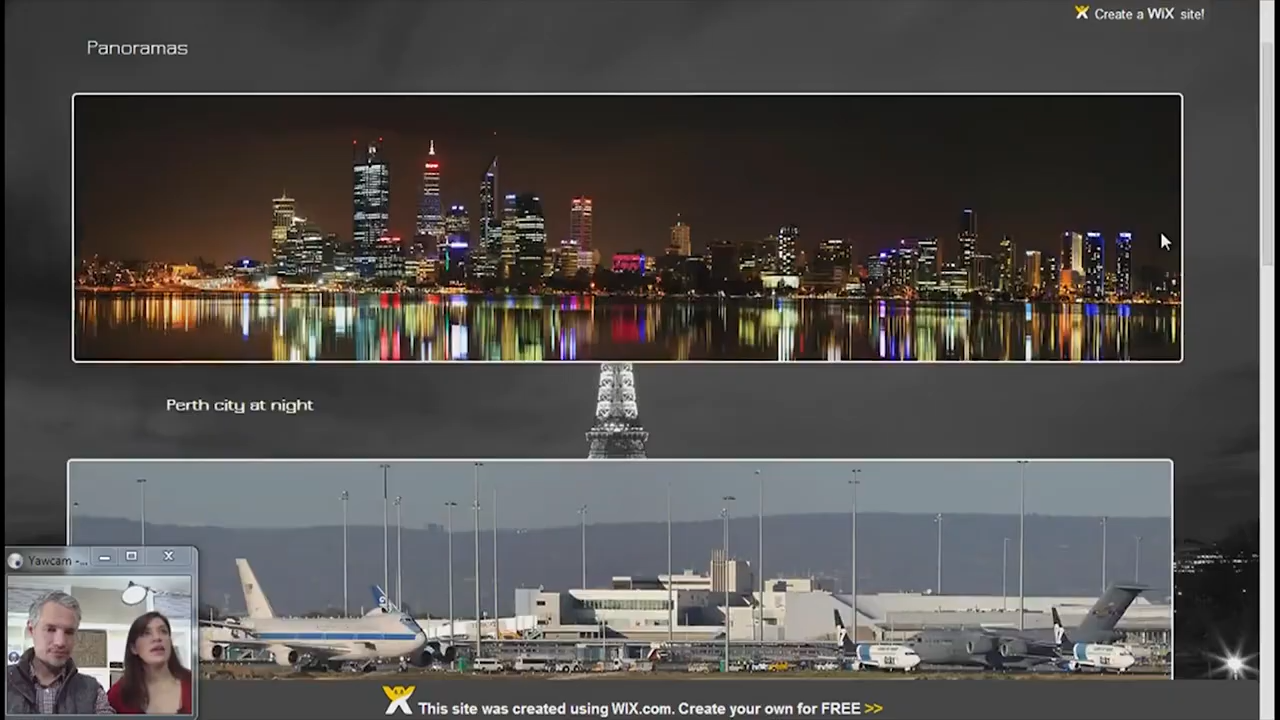 Create a WiX site!
Panoramas
Perth city at night
Yawcam -...
This site was created using WIX.com. Create your own for FREE >>